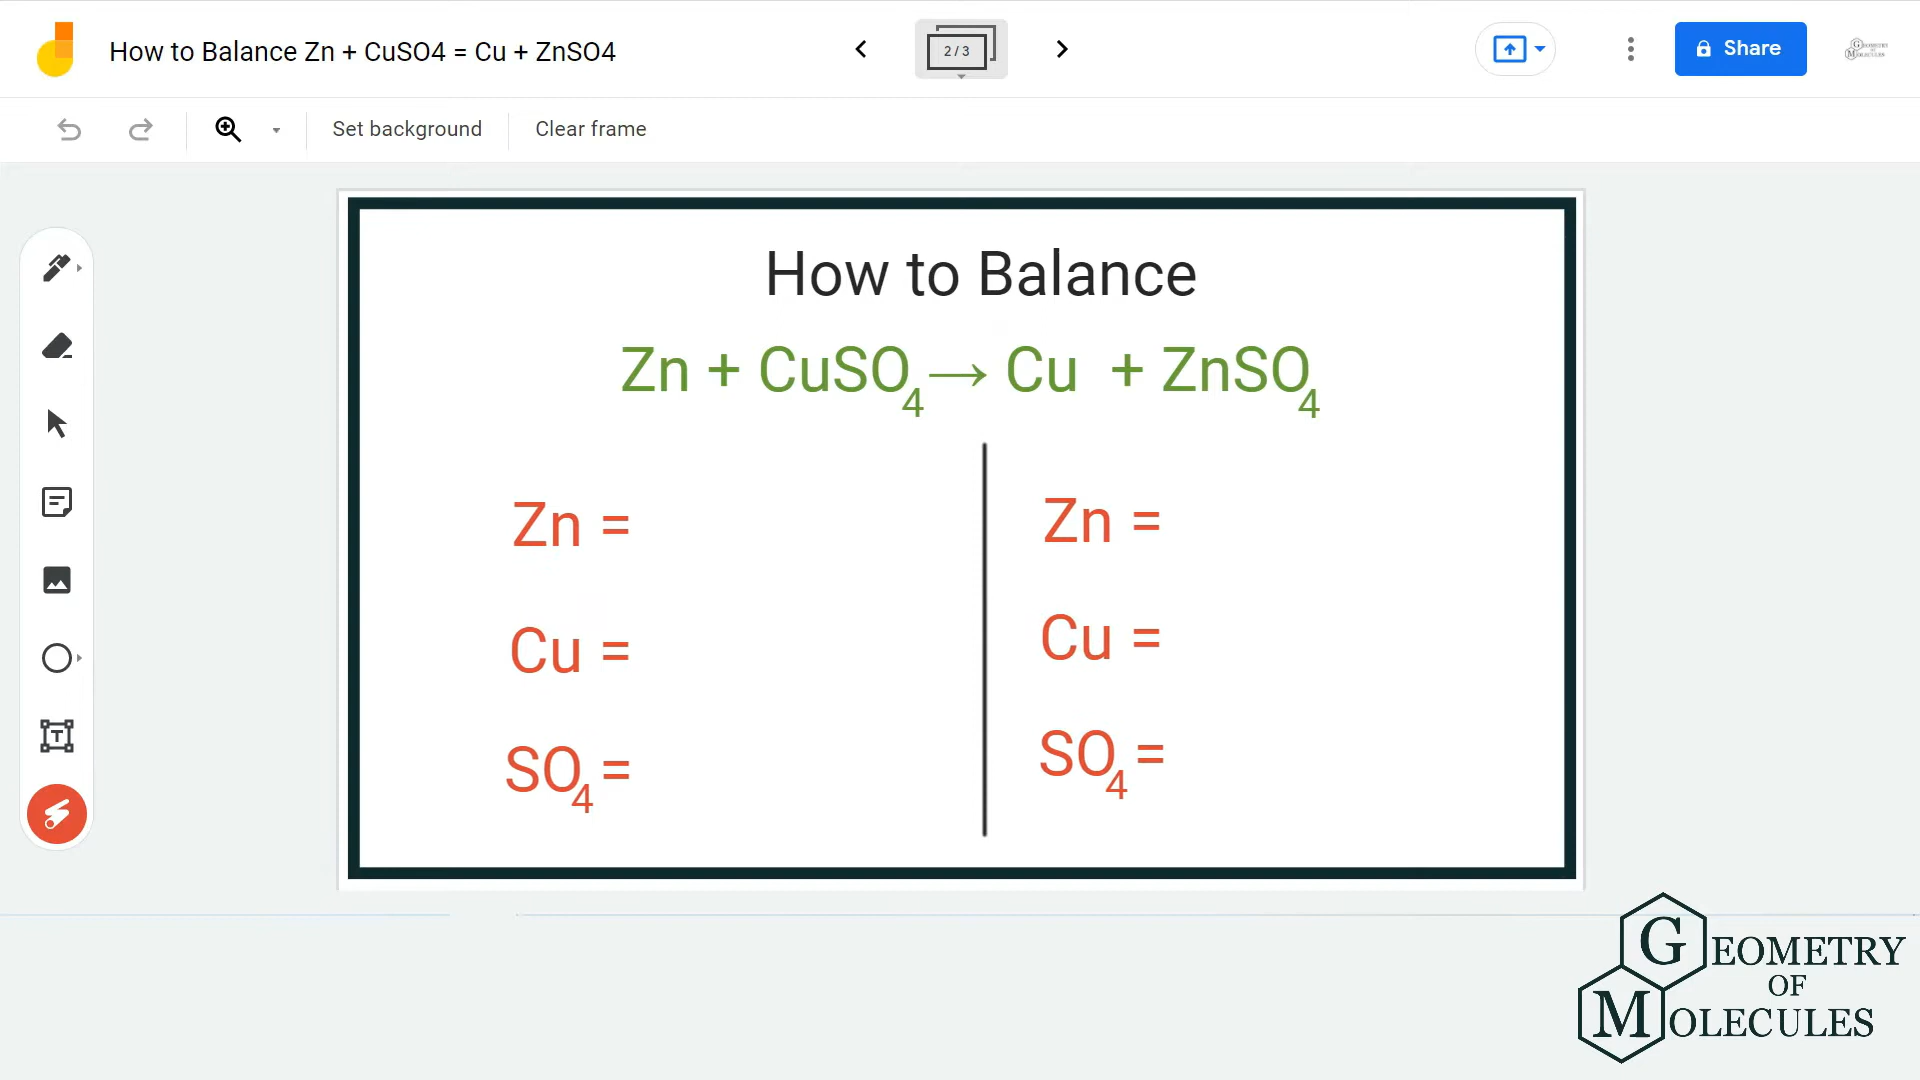 How to Balance Zn + CuSO4 = Cu + ZnSO4
2 / 3
Share
Set background
Clear frame
How to Balance
Zn + CuSO₄ → Cu + ZnSO₄
Zn =
Zn =
Cu =
Cu =
SO₄ =
SO₄ =
GEOMETRY
OF
MOLECULES